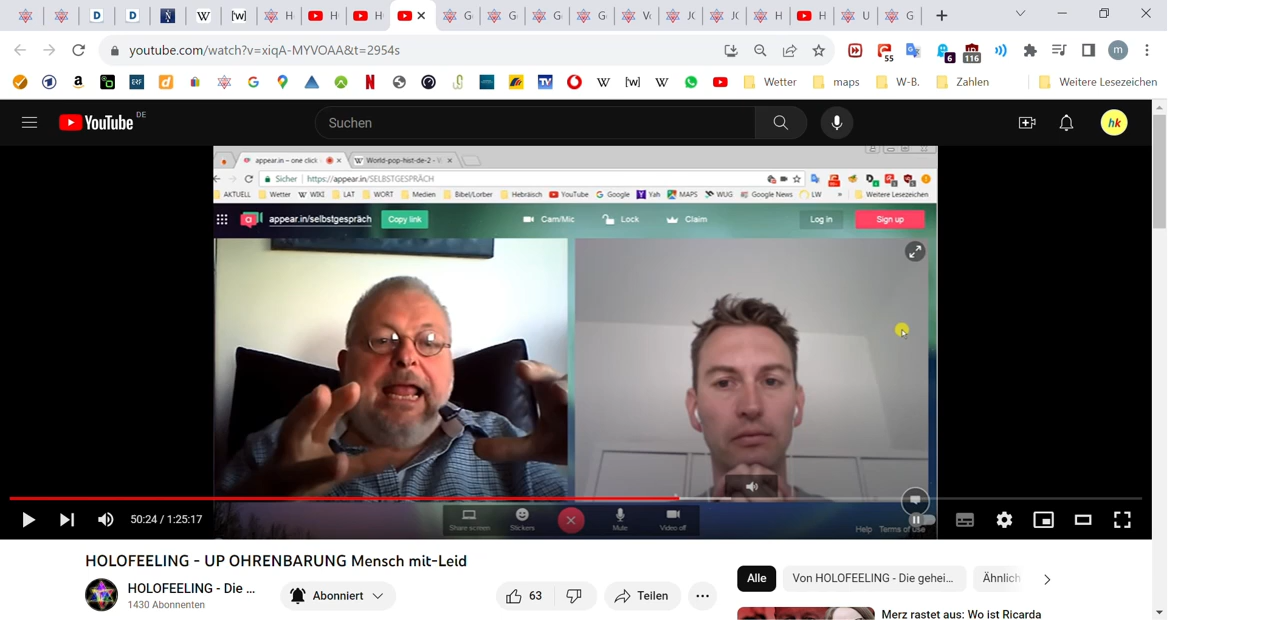 youtube.com/watch?v=xiqA-MYVOAA&t=2954s
55
6
116
m
Wetter
maps
W-B.
Zahlen
Weitere Lesezeichen
YouTube DE
Suchen
hk
appear.in – one click
World-pop-hist-de-2 -
Sicher
https://appear.in/SELBSTGESPRÄCH
AKTUELL Wetter WIKI LAT WORT Medien Bibel/Lorber Hebräisch YouTube Google Yah MAPS WUG Google News LW » Weitere Lesezeichen
appear.in/selbstgespräch
Copy link
Cam/Mic
Lock
Claim
Log in
Sign up
Share screen
Stickers
Mute
Video off
Help
Terms of use
50:24 / 1:25:17
HOLOFEELING - UP OHRENBARUNG Mensch mit-Leid
HOLOFEELING - Die ...
1430 Abonnenten
Abonniert
63
Teilen
Alle
Von HOLOFEELING - Die gehei...
Ähnlich
Merz rastet aus: Wo ist Ricarda